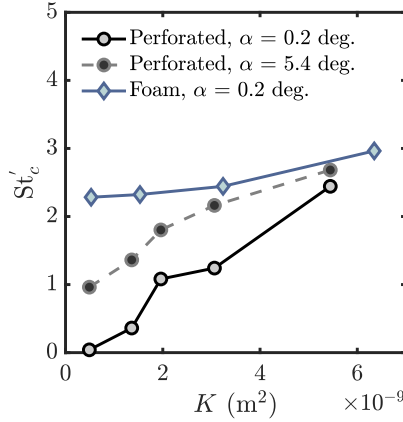 5
4
3
2
1
0
St′c
Perforated, α = 0.2 deg.
Perforated, α = 5.4 deg.
Foam, α = 0.2 deg.
0 2 4 6
K (m²) ×10⁻⁹